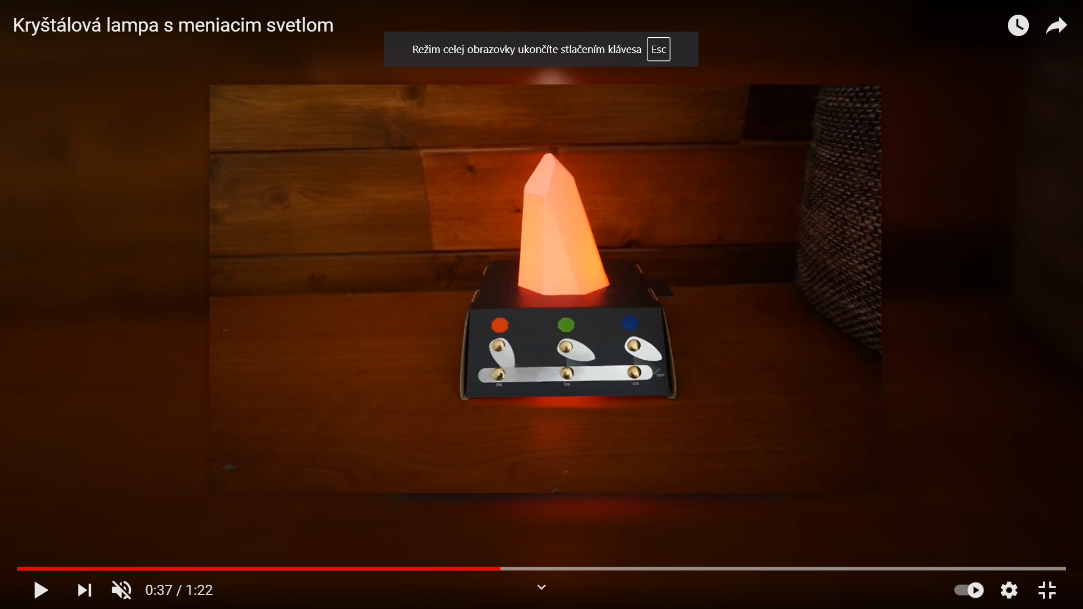 Kryštálová lampa s meniacim svetlom
Režim celej obrazovky ukončíte stlačením klávesa Esc
0:37 / 1:22